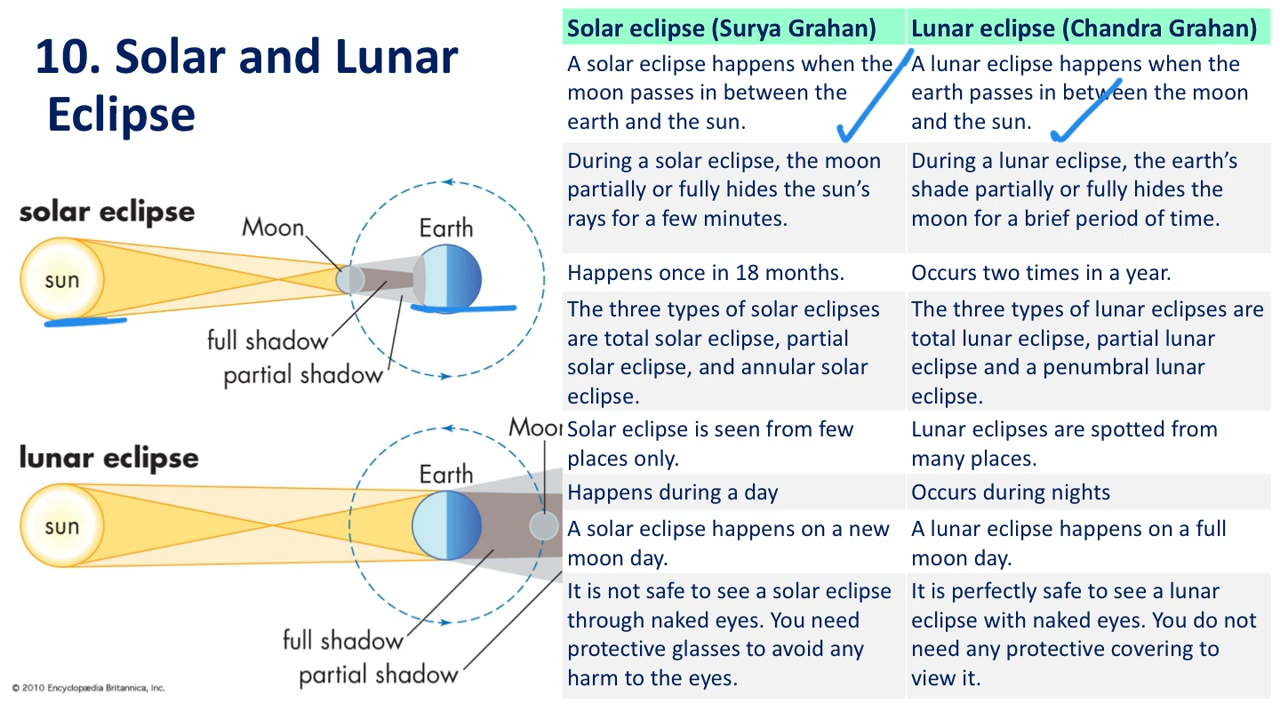 10. Solar and Lunar
Eclipse
solar eclipse
Moon
Earth
sun
full shadow
partial shadow
lunar eclipse
Moon
Earth
sun
full shadow
partial shadow
© 2010 Encyclopædia Britannica, Inc.
Solar eclipse (Surya Grahan)
Lunar eclipse (Chandra Grahan)
A solar eclipse happens when the
moon passes in between the
earth and the sun.
A lunar eclipse happens when the
earth passes in between the moon
and the sun.
During a solar eclipse, the moon
partially or fully hides the sun's
rays for a few minutes.
During a lunar eclipse, the earth's
shade partially or fully hides the
moon for a brief period of time.
Happens once in 18 months.
Occurs two times in a year.
The three types of solar eclipses
are total solar eclipse, partial
solar eclipse, and annular solar
eclipse.
The three types of lunar eclipses are
total lunar eclipse, partial lunar
eclipse and a penumbral lunar
eclipse.
Solar eclipse is seen from few
places only.
Lunar eclipses are spotted from
many places.
Happens during a day
Occurs during nights
A solar eclipse happens on a new
moon day.
A lunar eclipse happens on a full
moon day.
It is not safe to see a solar eclipse
through naked eyes. You need
protective glasses to avoid any
harm to the eyes.
It is perfectly safe to see a lunar
eclipse with naked eyes. You do not
need any protective covering to
view it.